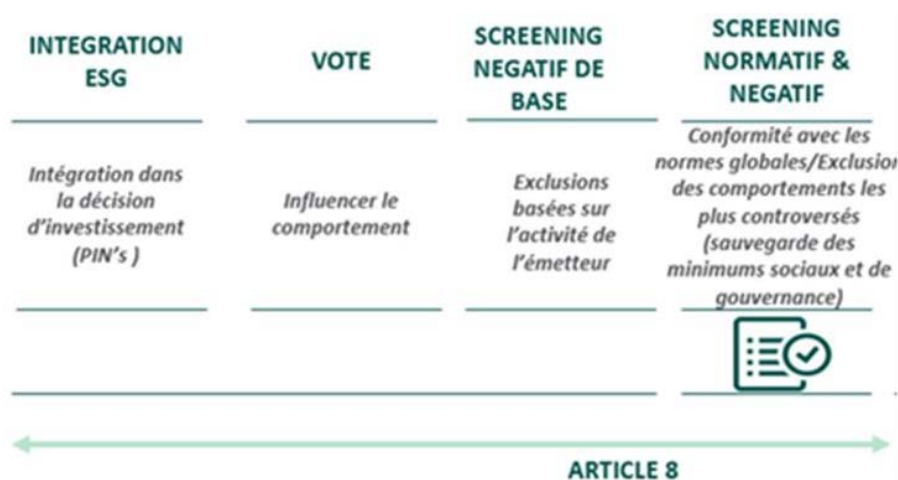 INTEGRATION
ESG
VOTE
SCREENING
NEGATIF DE
BASE
SCREENING
NORMATIF &
NEGATIF
Intégration dans
la décision
d'investissement
(PIN's )
Influencer le
comportement
Exclusions
basées sur
l'activité de
l'émetteur
Conformité avec les
normes globales/Exclusion
des comportements les
plus controversés
(sauvegarde des
minimums sociaux et de
gouvernance)
ARTICLE 8